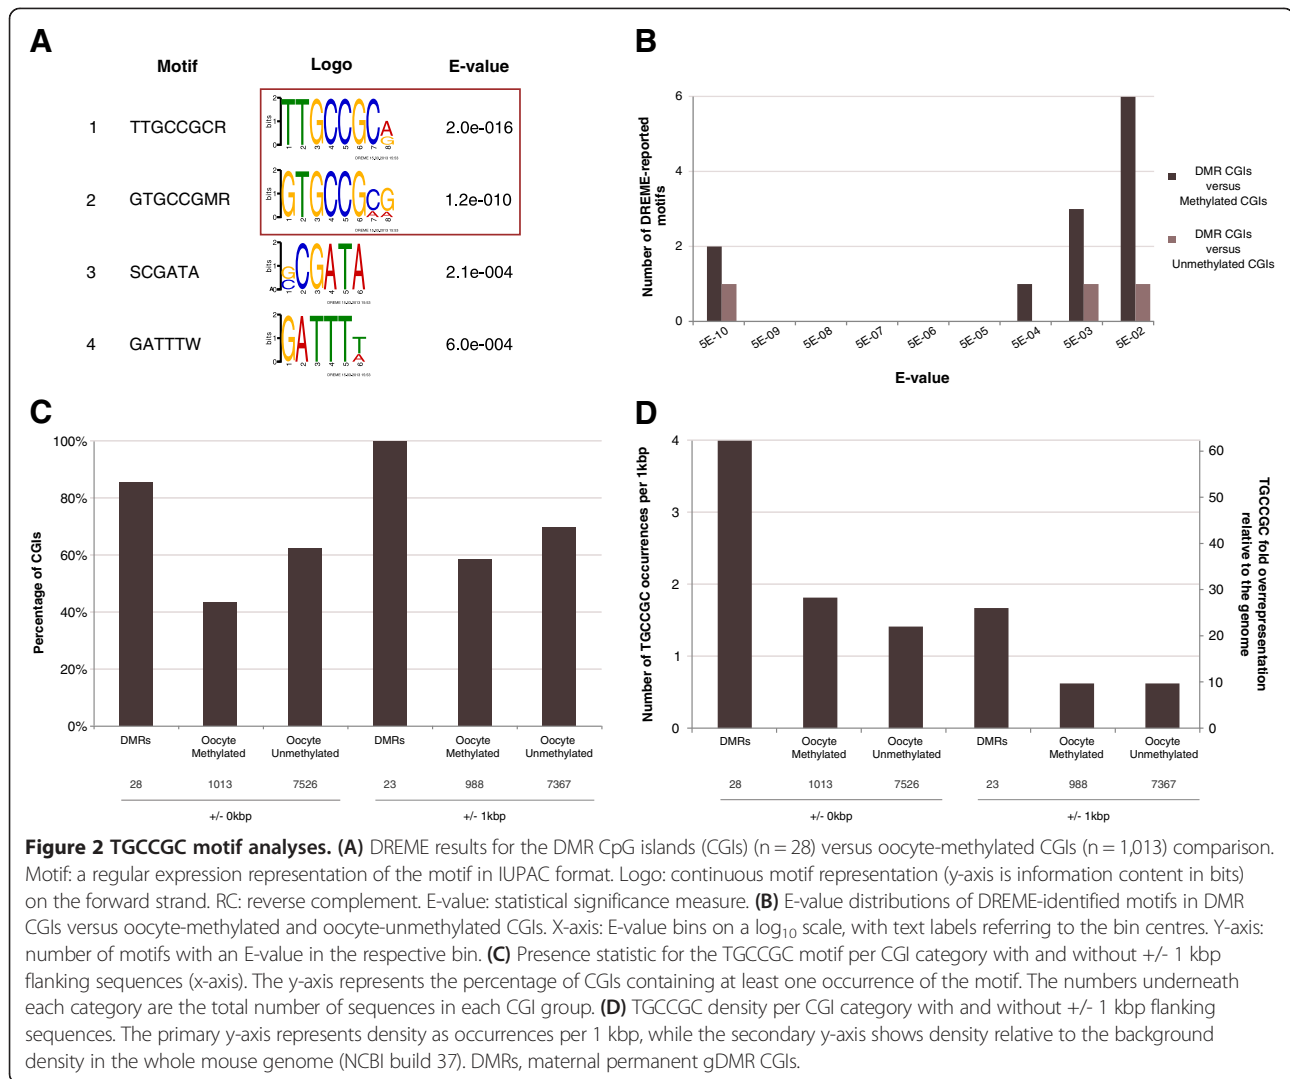 A
Motif Logo E-value
1 TTGCCGCR 2.0e-016
2 GTGCCGMR 1.2e-010
3 SCGATA 2.1e-004
4 GATTTW 6.0e-004
B
Number of DREME-reported
motifs
6
4
2
0
5E-10 5E-09 5E-08 5E-07 5E-06 5E-05 5E-04 5E-03 5E-02
E-value
DMR CGIs
versus
Methylated CGIs
DMR CGIs
versus
Unmethylated CGIs
C
Percentage of CGIs
100%
80%
60%
40%
20%
0%
DMRs Oocyte Methylated Oocyte Unmethylated DMRs Oocyte Methylated Oocyte Unmethylated
28 1013 7526 23 988 7367
+/- 0kbp +/- 1kbp
D
Number of TGCCGC occurrences per 1kbp
4
3
2
1
0
60
50
40
30
20
10
0
TGCCGC fold overrepresentation
relative to the genome
DMRs Oocyte Methylated Oocyte Unmethylated DMRs Oocyte Methylated Oocyte Unmethylated
28 1013 7526 23 988 7367
+/- 0kbp +/- 1kbp
Figure 2 TGCCGC motif analyses. (A) DREME results for the DMR CpG islands (CGIs) (n = 28) versus oocyte-methylated CGIs (n = 1,013) comparison.
Motif: a regular expression representation of the motif in IUPAC format. Logo: continuous motif representation (y-axis is information content in bits)
on the forward strand. RC: reverse complement. E-value: statistical significance measure. (B) E-value distributions of DREME-identified motifs in DMR
CGIs versus oocyte-methylated and oocyte-unmethylated CGIs. X-axis: E-value bins on a log10 scale, with text labels referring to the bin centres. Y-axis:
number of motifs with an E-value in the respective bin. (C) Presence statistic for the TGCCGC motif per CGI category with and without +/- 1 kbp
flanking sequences (x-axis). The y-axis represents the percentage of CGIs containing at least one occurrence of the motif. The numbers underneath
each category are the total number of sequences in each CGI group. (D) TGCCGC density per CGI category with and without +/- 1 kbp flanking
sequences. The primary y-axis represents density as occurrences per 1 kbp, while the secondary y-axis shows density relative to the background
density in the whole mouse genome (NCBI build 37). DMRs, maternal permanent gDMR CGIs.